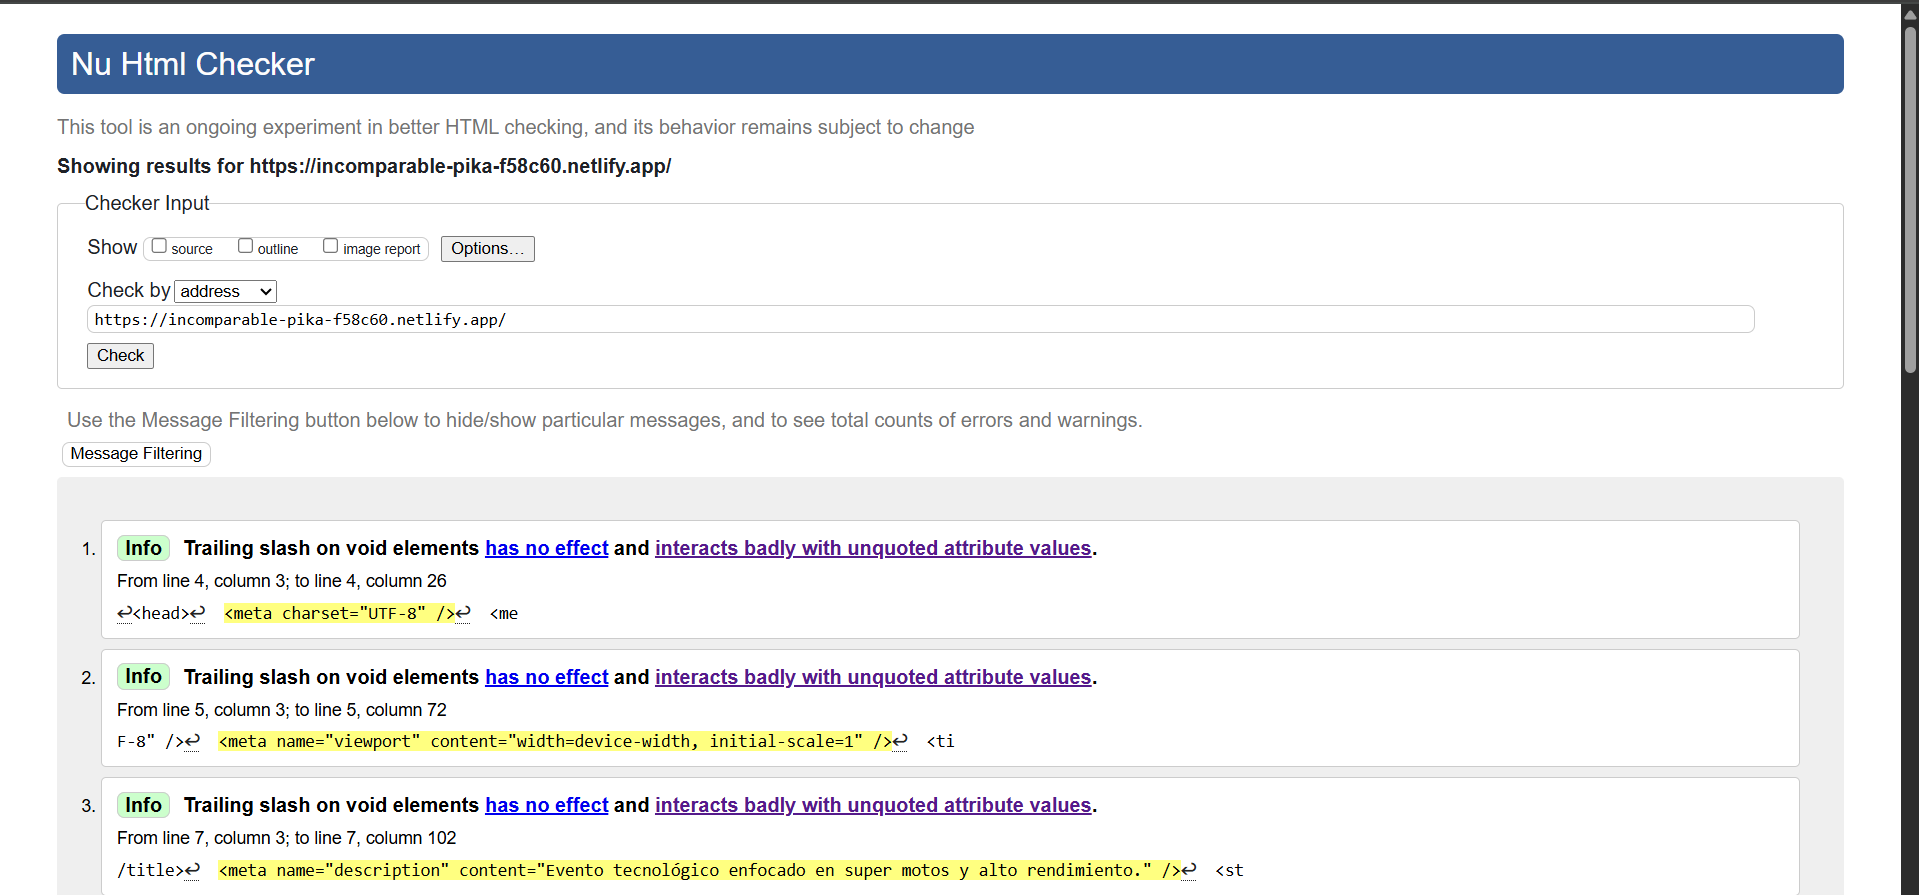 Nu Html Checker
This tool is an ongoing experiment in better HTML checking, and its behavior remains subject to change
Showing results for https://incomparable-pika-f58c60.netlify.app/
Checker Input
Show source outline image report Options...
Check by address
https://incomparable-pika-f58c60.netlify.app/
Check
Use the Message Filtering button below to hide/show particular messages, and to see total counts of errors and warnings.
Message Filtering
1. Info Trailing slash on void elements has no effect and interacts badly with unquoted attribute values.
From line 4, column 3; to line 4, column 26
↩<head>↩ <meta charset="UTF-8" />↩ <me
2. Info Trailing slash on void elements has no effect and interacts badly with unquoted attribute values.
From line 5, column 3; to line 5, column 72
F-8" />↩ <meta name="viewport" content="width=device-width, initial-scale=1" />↩ <ti
3. Info Trailing slash on void elements has no effect and interacts badly with unquoted attribute values.
From line 7, column 3; to line 7, column 102
/title>↩ <meta name="description" content="Evento tecnológico enfocado en super motos y alto rendimiento." />↩ <st